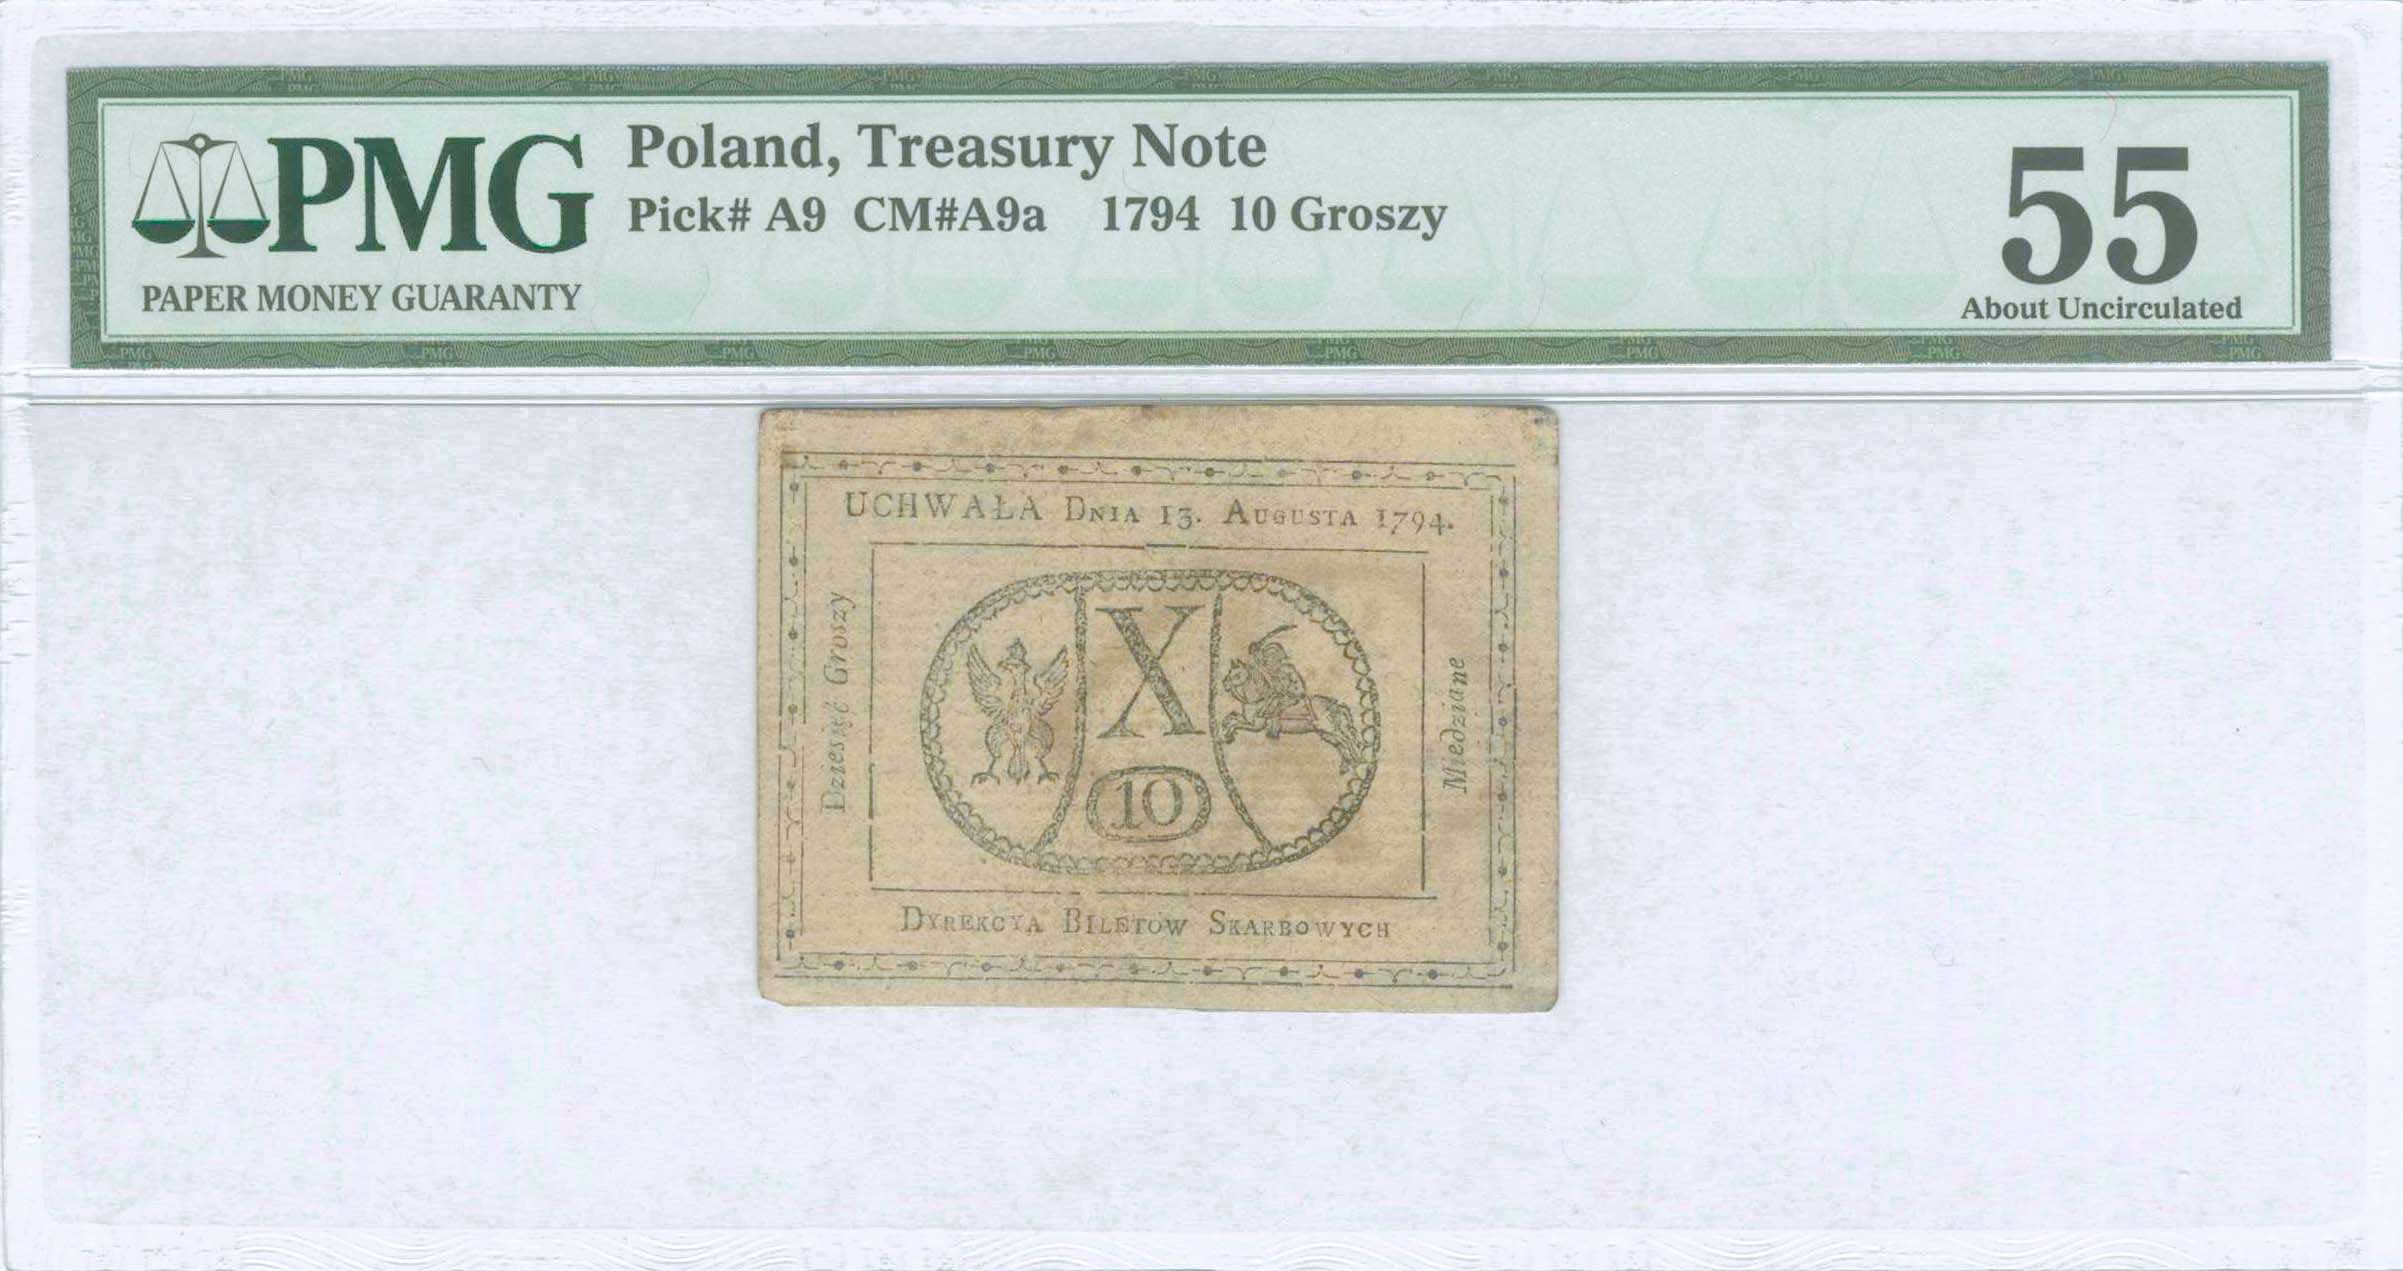 PMG
PAPER MONEY GUARANTY
Poland, Treasury Note
Pick# A9 CM#A9a 1794 10 Groszy
55
About Uncirculated
UCHWAŁA DNIA 13. AUGUSTA 1794.
Dziesięć Groszy
X
10
Miedziane
DYREKCYA BILETOW SKARBOWYCH